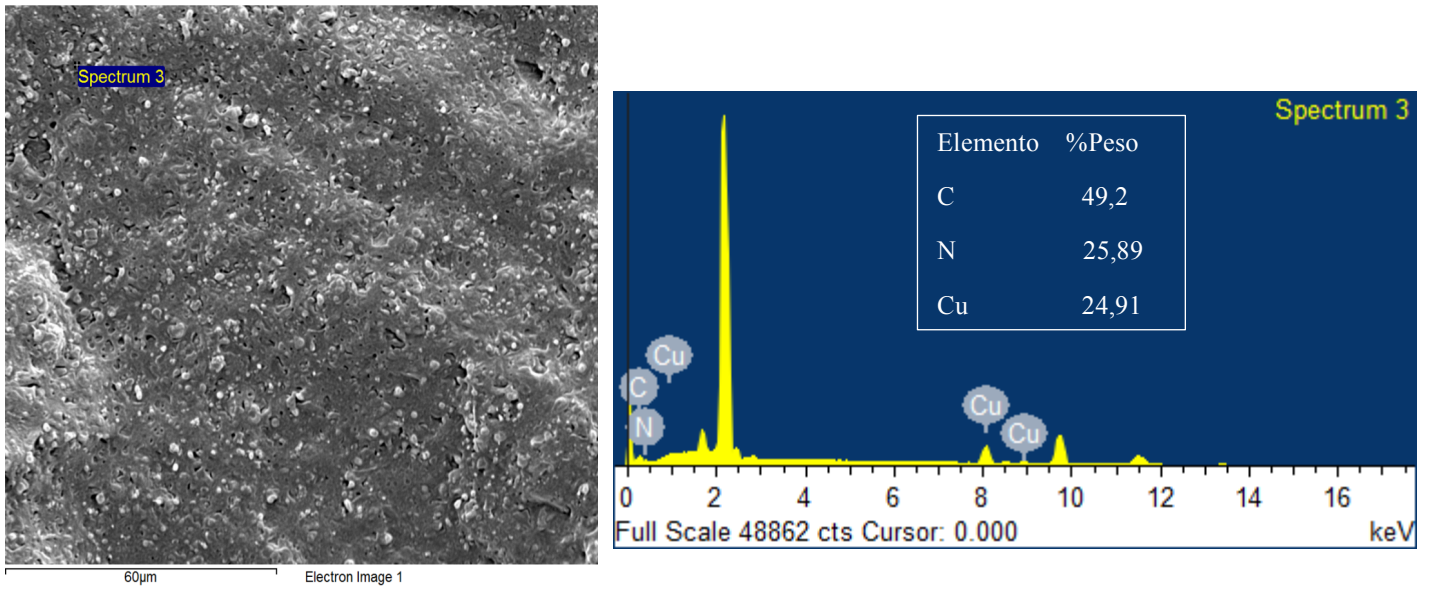 Spectrum 3
60µm
Electron Image 1
Spectrum 3
Elemento %Peso
C 49,2
N 25,89
Cu 24,91
Cu
C
N
Cu
Cu
0 2 4 6 8 10 12 14 16
Full Scale 48862 cts Cursor: 0.000 keV